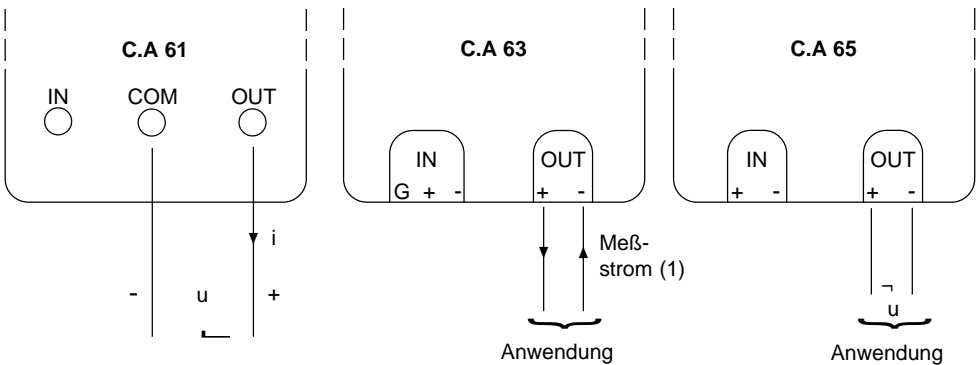 C.A 61
IN COM OUT
i
- u +
C.A 63
IN OUT
G + - + -
Meß-
strom (1)
Anwendung
C.A 65
IN OUT
+ - + -
u
Anwendung